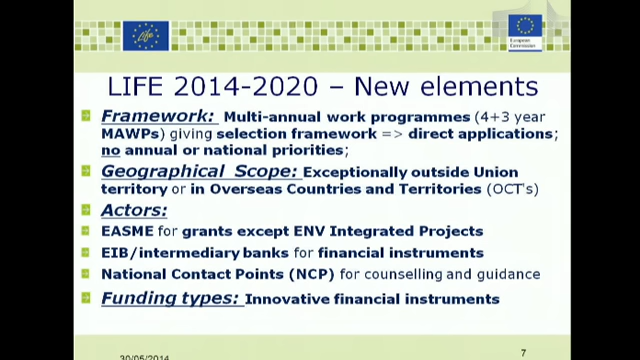 Life
European
Commission
LIFE 2014-2020 – New elements
Framework: Multi-annual work programmes (4+3 year
MAWPs) giving selection framework => direct applications;
no annual or national priorities;
Geographical Scope: Exceptionally outside Union
territory or in Overseas Countries and Territories (OCT's)
Actors:
EASME for grants except ENV Integrated Projects
EIB/intermediary banks for financial instruments
National Contact Points (NCP) for counselling and guidance
Funding types: Innovative financial instruments
30/05/2014
7